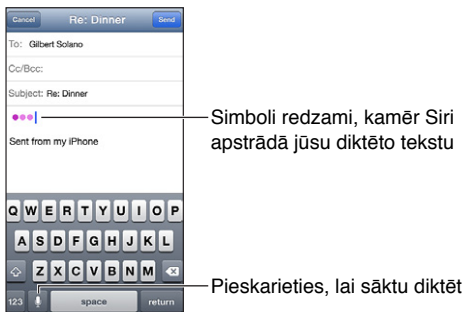 Cancel Re: Dinner Send
To: Gilbert Solano
Cc/Bcc:
Subject: Re: Dinner
Simboli redzami, kamēr Siri
apstrādā jūsu diktēto tekstu
Sent from my iPhone
Q W E R T Y U I O P
A S D F G H J K L
Z X C V B N M
Pieskarieties, lai sāktu diktēt
123 space return